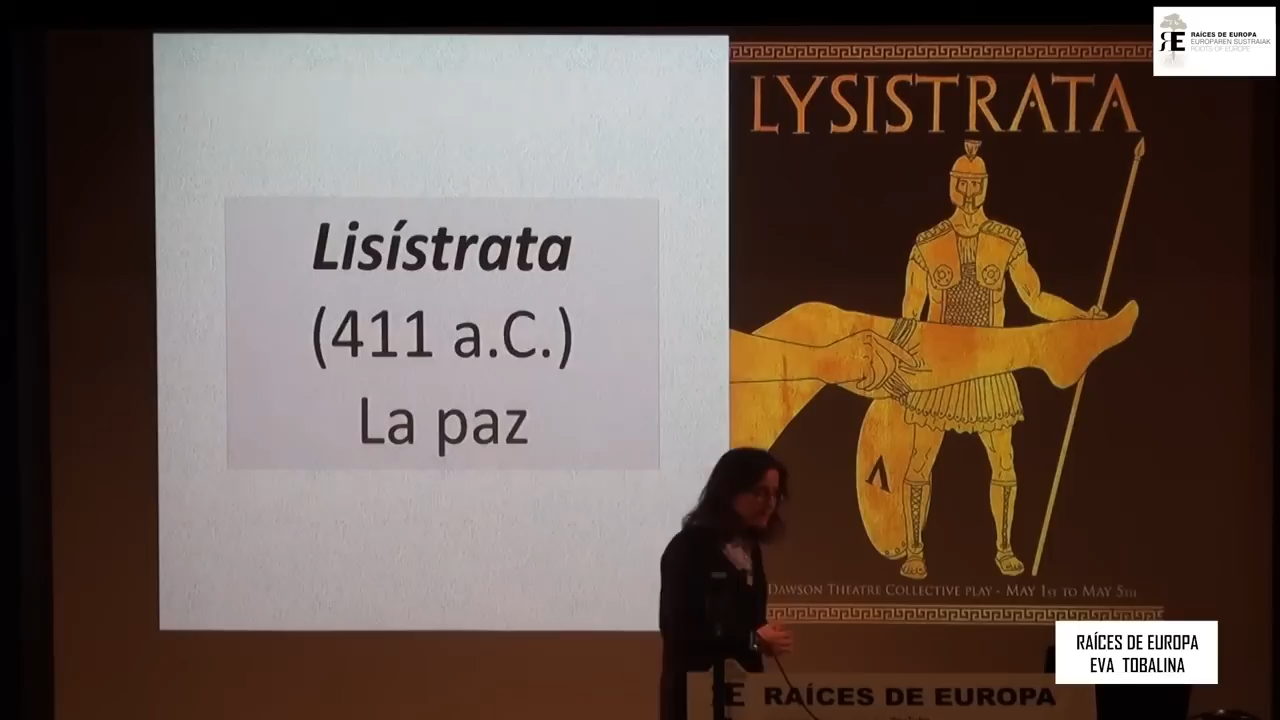 RAÍCES DE EUROPA
EUROPAREN SUSTRAIAK
ROOTS OF EUROPE
LYSISTRATA
Lisístrata
(411 a.C.)
La paz
Λ
DAWSON THEATRE COLLECTIVE PLAY - MAY 1ST TO MAY 5TH
RAÍCES DE EUROPA
EVA TOBALINA
RAÍCES DE EUROPA